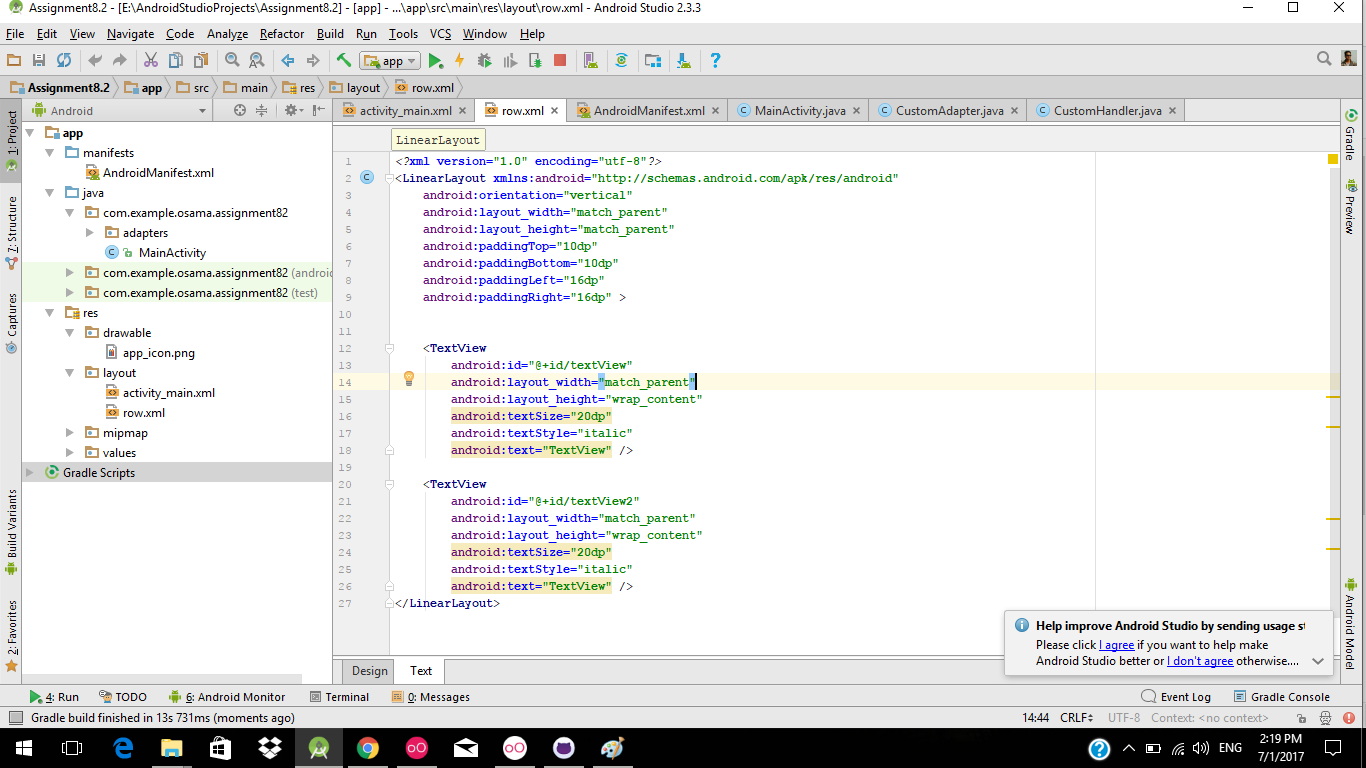 Assignment8.2 - [E:\AndroidStudioProjects\Assignment8.2] - [app] - ...\app\src\main\res\layout\row.xml - Android Studio 2.3.3
File Edit View Navigate Code Analyze Refactor Build Run Tools VCS Window Help
app
Assignment8.2 app src main res layout row.xml
Android
activity_main.xml row.xml AndroidManifest.xml MainActivity.java CustomAdapter.java CustomHandler.java
1: Project
7: Structure
Captures
Build Variants
2: Favorites
app
manifests
AndroidManifest.xml
java
com.example.osama.assignment82
adapters
MainActivity
com.example.osama.assignment82 (androi
com.example.osama.assignment82 (test)
res
drawable
app_icon.png
layout
activity_main.xml
row.xml
mipmap
values
Gradle Scripts
LinearLayout
1 <?xml version="1.0" encoding="utf-8"?>
2 <LinearLayout xmlns:android="http://schemas.android.com/apk/res/android"
3 android:orientation="vertical"
4 android:layout_width="match_parent"
5 android:layout_height="match_parent"
6 android:paddingTop="10dp"
7 android:paddingBottom="10dp"
8 android:paddingLeft="16dp"
9 android:paddingRight="16dp" >
10
11
12 <TextView
13 android:id="@+id/textView"
14 android:layout_width="match_parent"
15 android:layout_height="wrap_content"
16 android:textSize="20dp"
17 android:textStyle="italic"
18 android:text="TextView" />
19
20 <TextView
21 android:id="@+id/textView2"
22 android:layout_width="match_parent"
23 android:layout_height="wrap_content"
24 android:textSize="20dp"
25 android:textStyle="italic"
26 android:text="TextView" />
27 </LinearLayout>
Gradle
Preview
Android Model
Help improve Android Studio by sending usage st
Please click I agree if you want to help make
Android Studio better or I don't agree otherwise....
Design Text
4: Run TODO 6: Android Monitor Terminal 0: Messages Event Log Gradle Console
Gradle build finished in 13s 731ms (moments ago) 14:44 CRLF UTF-8 Context: <no context>
ENG
2:19 PM
7/1/2017